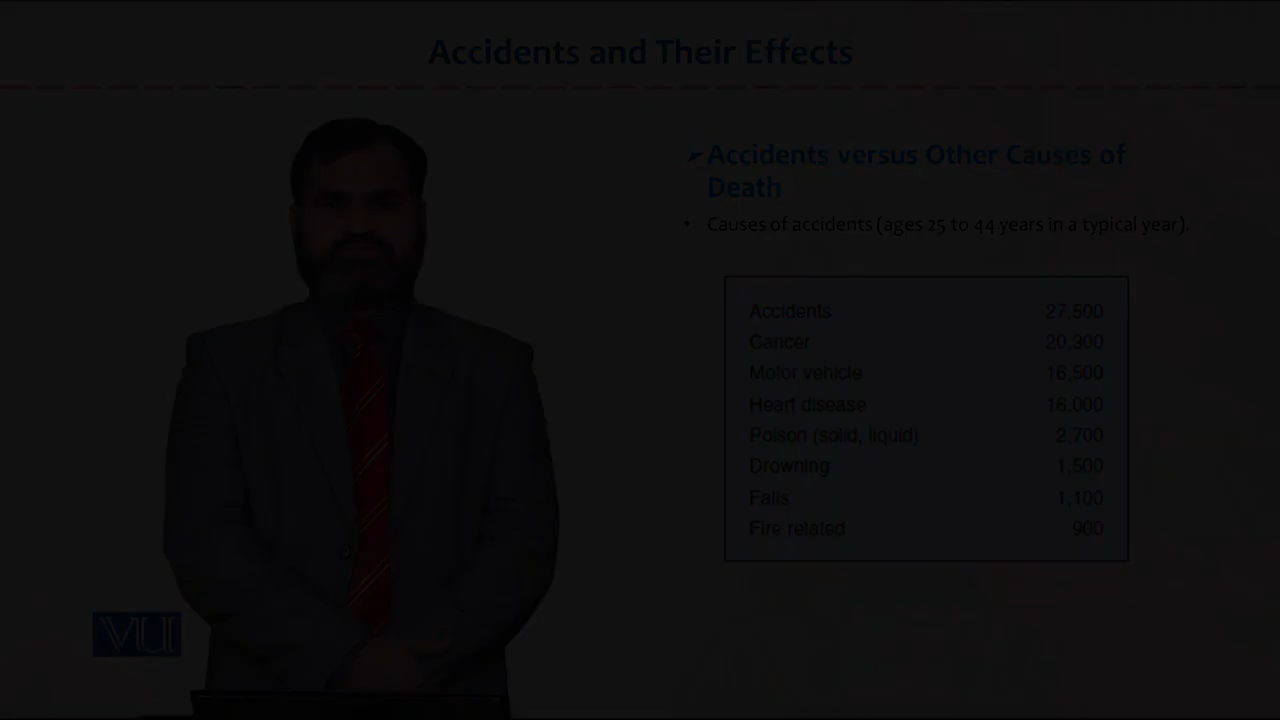 Accidents and Their Effects
➢Accidents versus Other Causes of
Death
• Causes of accidents (ages 25 to 44 years in a typical year).
Accidents 27,500
Cancer 20,300
Motor vehicle 16,500
Heart disease 16,000
Poison (solid, liquid) 2,700
Drowning 1,500
Falls 1,100
Fire related 900
VU